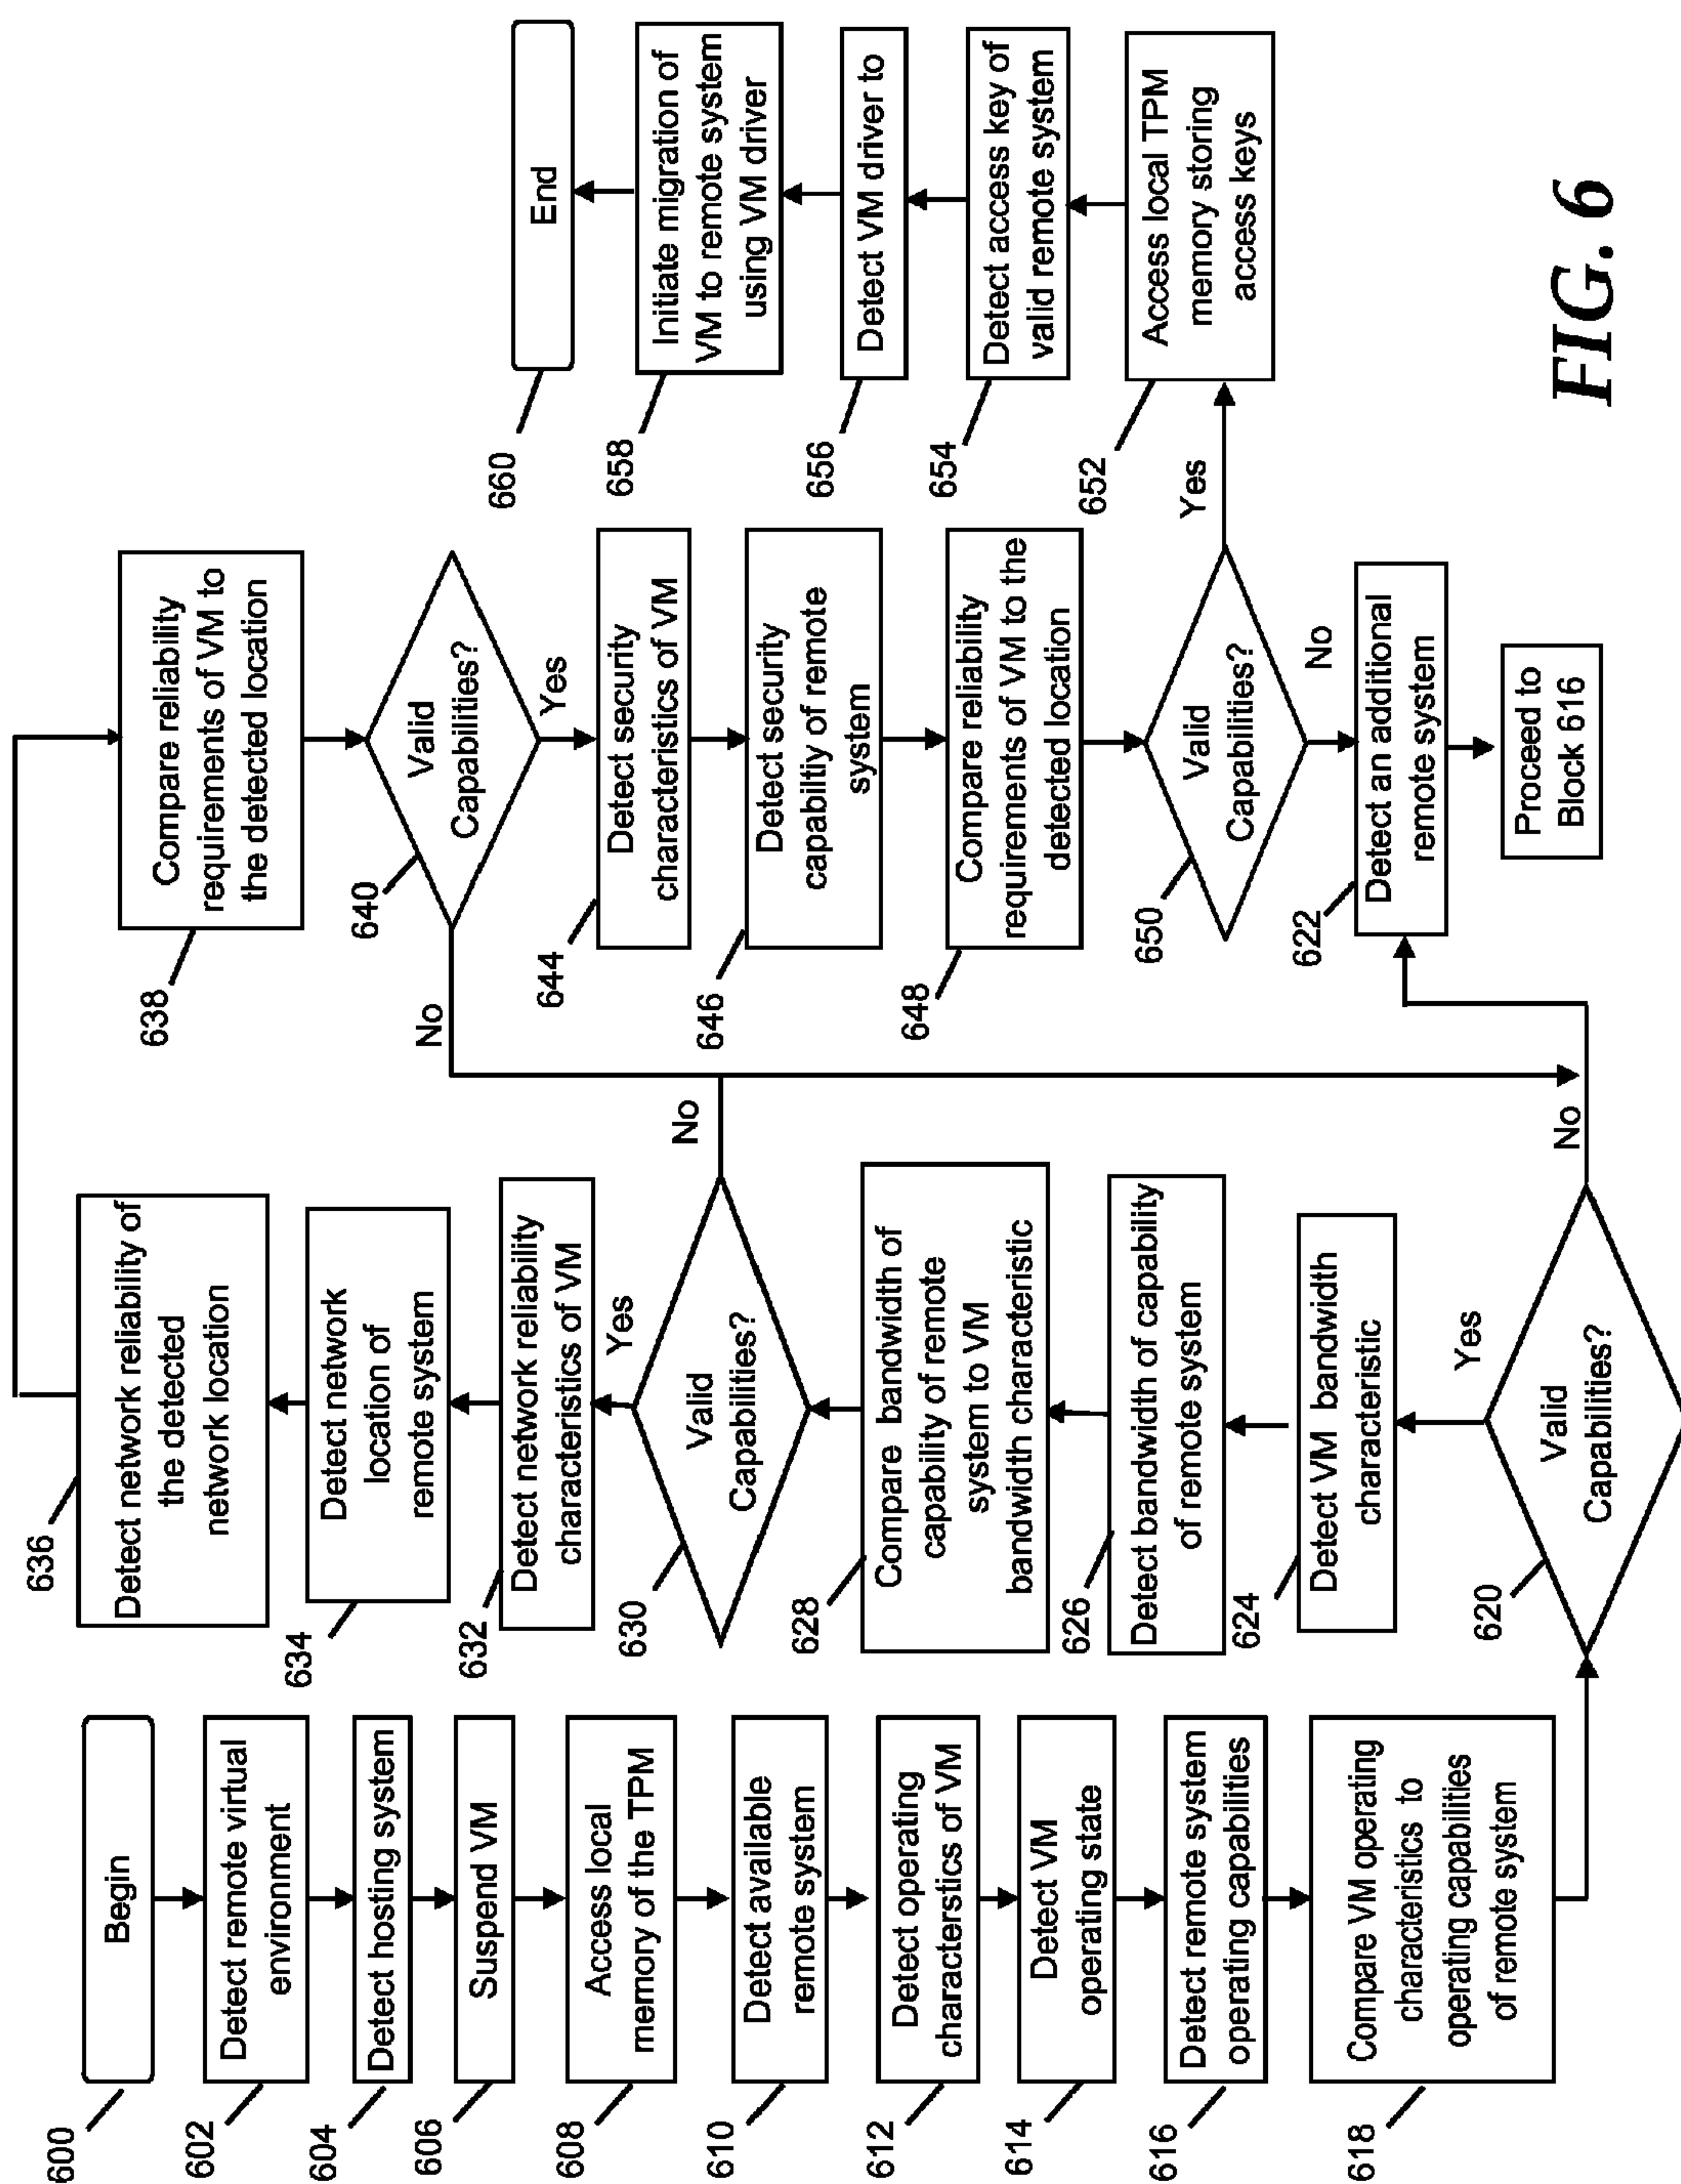 600
Begin
602
Detect remote virtual
environment
604
Detect hosting system
606
Suspend VM
608
Access local
memory of the TPM
610
Detect available
remote system
612
Detect operating
characterstics of VM
614
Detect VM
operating state
616
Detect remote system
operating capabilities
618
Compare VM operating
characteristics to
operating capabilities
of remote system
620
Valid
Capabilities?
Yes
No
624
Detect VM bandwidth
characteristic
626
Detect bandwidth of capability
of remote system
628
Compare bandwidth of
capability of remote
system to VM
bandwidth characteristic
630
Valid
Capabilities?
Yes
No
632
Detect network reliability
characteristics of VM
634
Detect network
location of
remote system
636
Detect network reliability of
the detected
network location
638
Compare reliability
requirements of VM to
the detected location
640
Valid
Capabilities?
No
Yes
644
Detect security
characteristics of VM
646
Detect security
capabiltiy of remote
system
648
Compare reliability
requirements of VM to the
detected location
650
Valid
Capabilities?
Yes
No
622
Detect an additional
remote system
Proceed to
Block 616
652
Access local TPM
memory storing
access keys
654
Detect access key of
valid remote system
656
Detect VM driver to
658
Initiate migration of
VM to remote system
using VM driver
660
End
FIG. 6